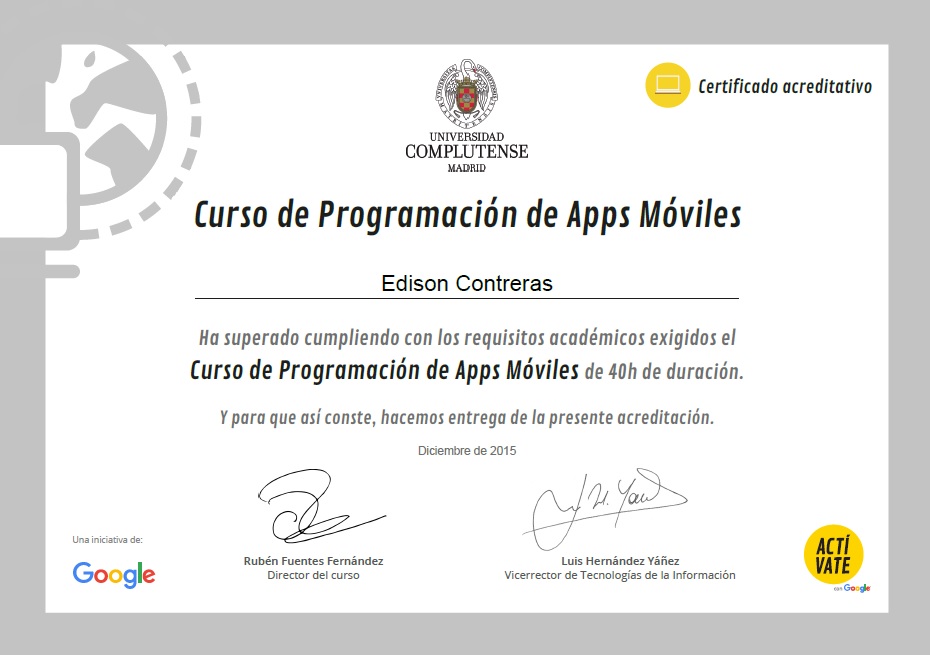 UNIVERSIDAD
COMPLUTENSE
MADRID
Certificado acreditativo
Curso de Programación de Apps Móviles
Edison Contreras
Ha superado cumpliendo con los requisitos académicos exigidos el
Curso de Programación de Apps Móviles de 40h de duración.
Y para que así conste, hacemos entrega de la presente acreditación.
Diciembre de 2015
Una iniciativa de:
Google
Rubén Fuentes Fernández
Director del curso
Luis Hernández Yáñez
Vicerrector de Tecnologías de la Información
ACTÍ
VATE
con Google